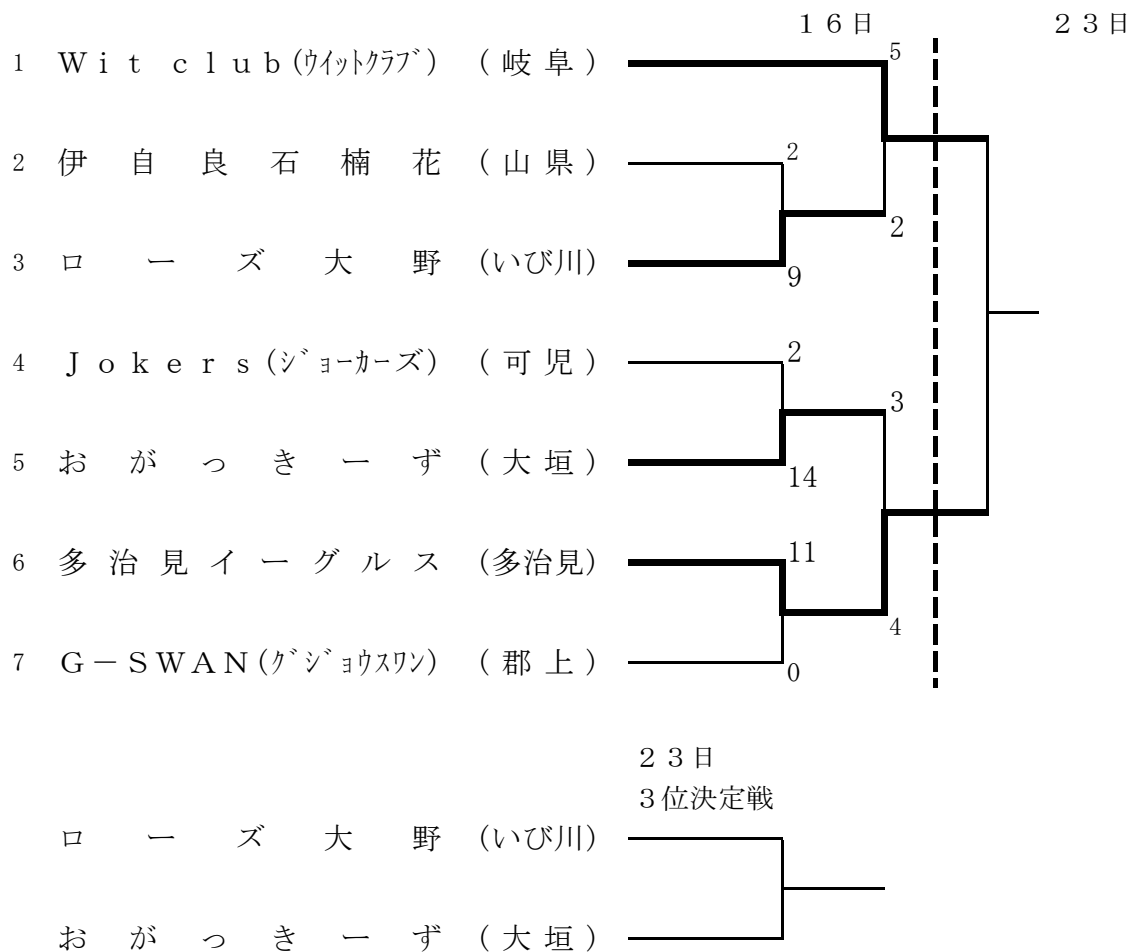 １６日 ２３日
5
1 Ｗｉｔ ｃｌｕｂ(ｳｲｯﾄｸﾗﾌﾞ) (岐阜)
2
2 伊自良石楠花 (山県)
2
3 ローズ大野 (いび川)
9
2
4 Ｊｏｋｅｒｓ(ｼﾞｮｰｶｰｽﾞ) (可児)
3
5 おがっきーず (大垣)
14
11
6 多治見イーグルス (多治見)
4
7 Ｇ－ＳＷＡＮ(ｸﾞｼﾞｮｳｽﾜﾝ) (郡上)
0
２３日
３位決定戦
ローズ大野 (いび川)
おがっきーず (大垣)